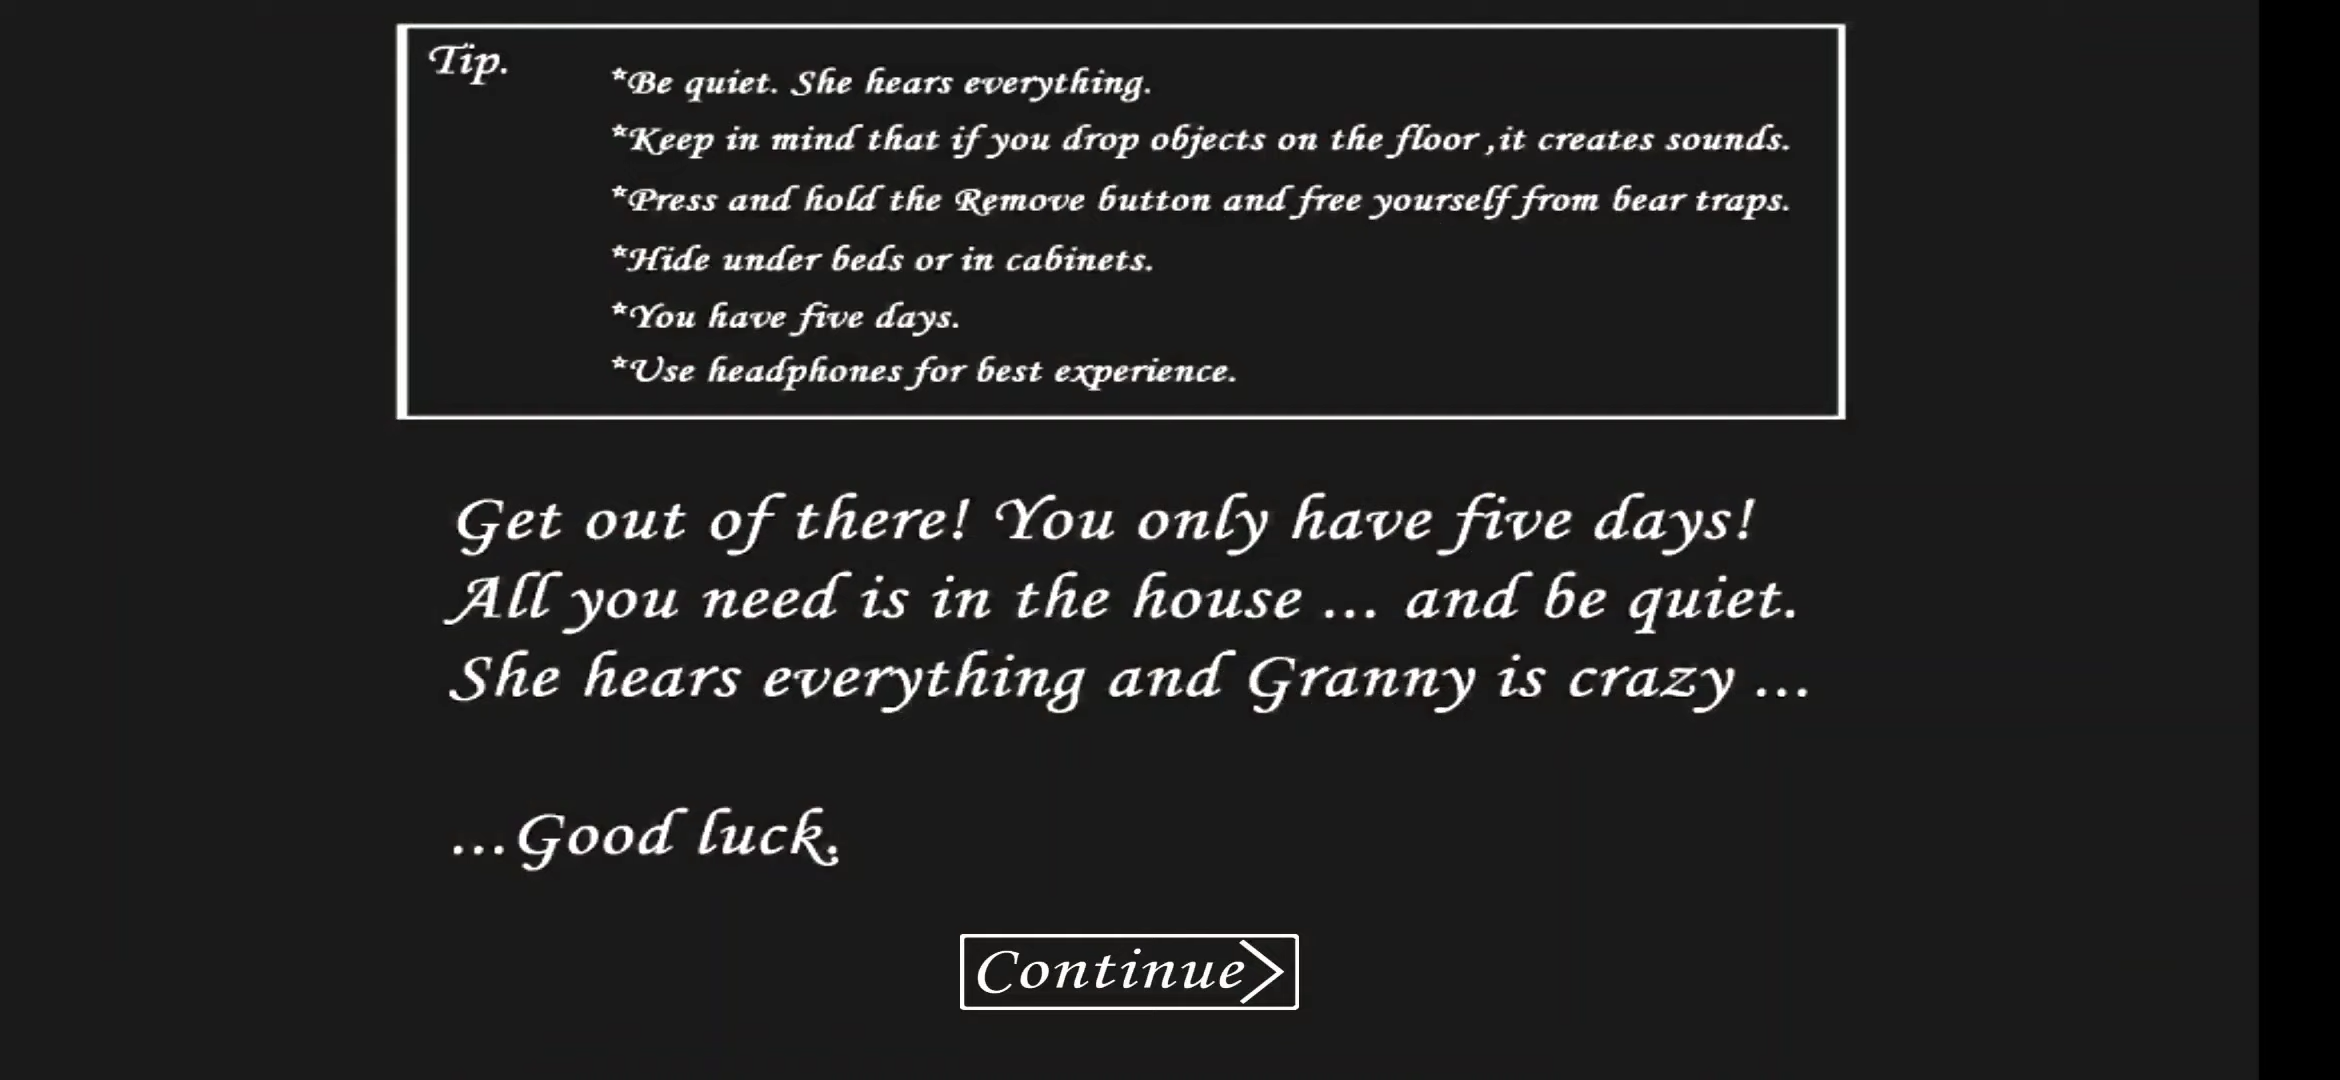 Tip.
*Be quiet. She hears everything.
*Keep in mind that if you drop objects on the floor ,it creates sounds.
*Press and hold the Remove button and free yourself from bear traps.
*Hide under beds or in cabinets.
*You have five days.
*Use headphones for best experience.
Get out of there! You only have five days!
All you need is in the house ... and be quiet.
She hears everything and Granny is crazy ...
...Good luck.
Continue>